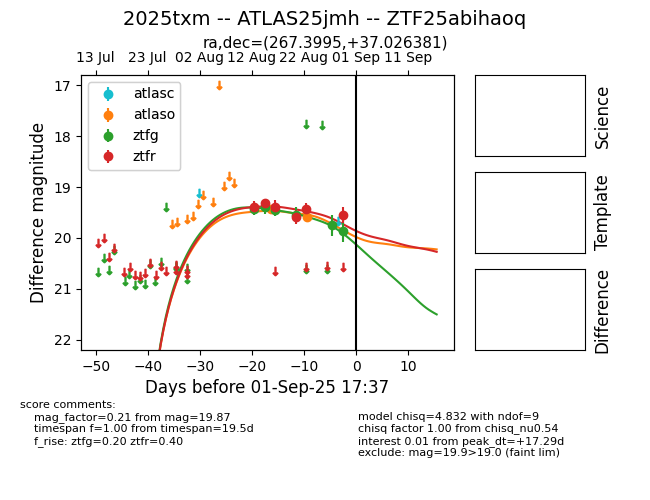 2025txm -- ATLAS25jmh -- ZTF25abihaoq
ra,dec=(267.3995,+37.026381)
13 Jul 23 Jul 02 Aug 12 Aug 22 Aug 01 Sep 11 Sep
atlasc
atlaso
ztfg
ztfr
17
18
19
20
21
22
Difference magnitude
−50 −40 −30 −20 −10 0 10
Days before 01-Sep-25 17:37
Science
Template
Difference
score comments:
mag_factor=0.21 from mag=19.87
timespan f=1.00 from timespan=19.5d
f_rise: ztfg=0.20 ztfr=0.40
model chisq=4.832 with ndof=9
chisq factor 1.00 from chisq_nu0.54
interest 0.01 from peak_dt=+17.29d
exclude: mag=19.9>19.0 (faint lim)